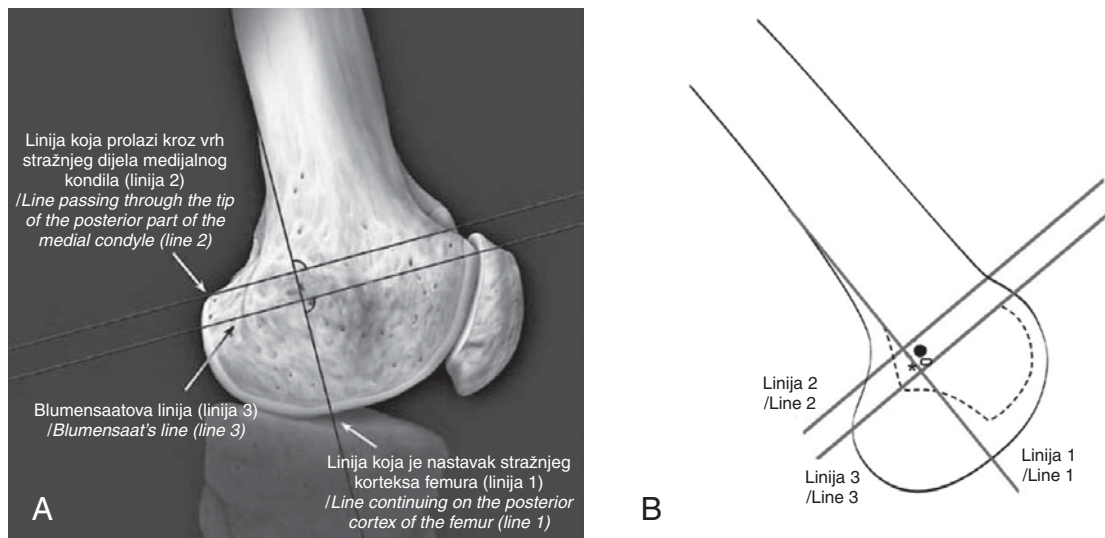 Linija koja prolazi kroz vrh
stražnjeg dijela medijalnog
kondila (linija 2)
/Line passing through the tip
of the posterior part of the
medial condyle (line 2)
Blumensaatova linija (linija 3)
/Blumensaat's line (line 3)
Linija koja je nastavak stražnjeg
korteksa femura (linija 1)
/Line continuing on the posterior
cortex of the femur (line 1)
A
Linija 2
/Line 2
Linija 3
/Line 3
Linija 1
/Line 1
*
B